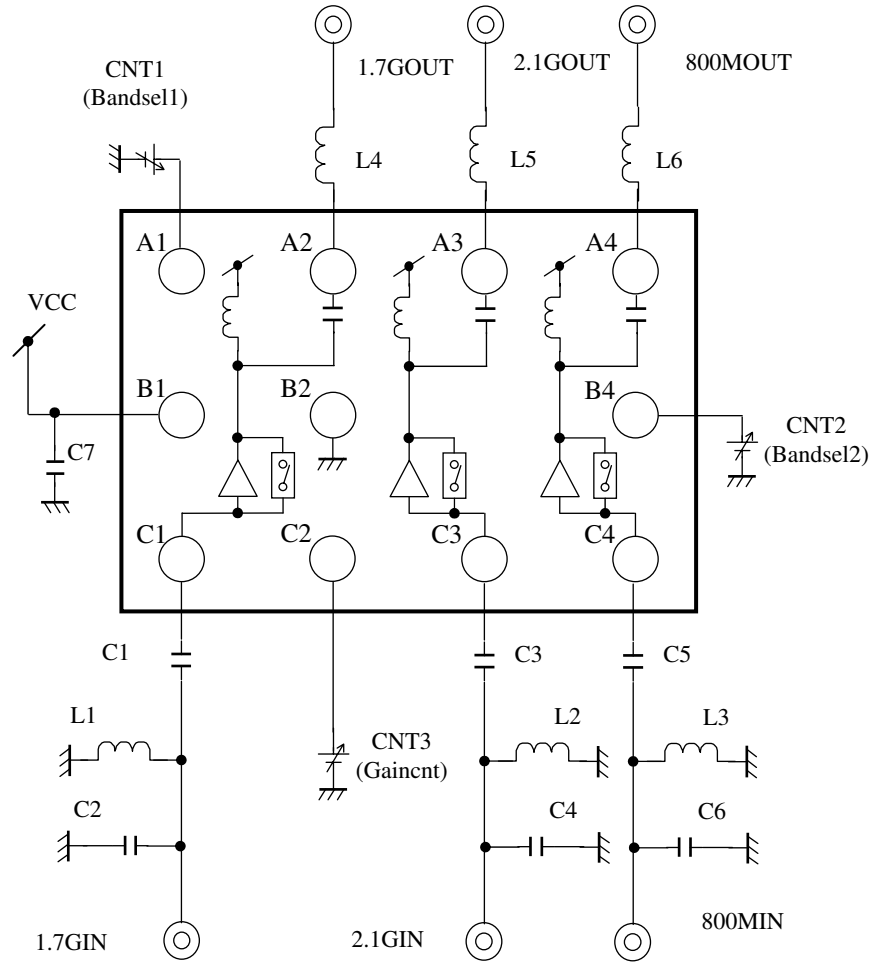 1.7GOUT
2.1GOUT
800MOUT
CNT1
(Bandsel1)
L4
L5
L6
A1
A2
A3
A4
VCC
B1
B2
B4
CNT2
(Bandsel2)
C7
C1
C2
C3
C4
C1
C3
C5
L1
L2
L3
CNT3
(Gaincnt)
C2
C4
C6
1.7GIN
2.1GIN
800MIN